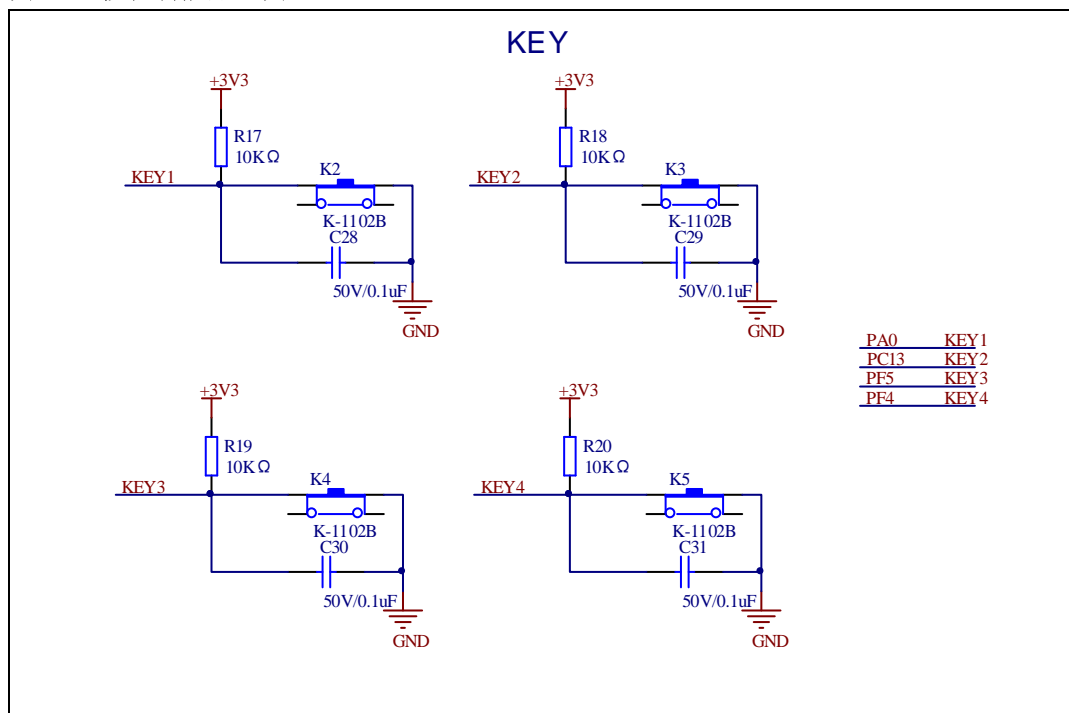 KEY
+3V3
R17
10KΩ
KEY1
K2
K-1102B
C28
50V/0.1uF
GND
+3V3
R18
10KΩ
KEY2
K3
K-1102B
C29
50V/0.1uF
GND
PA0 KEY1
PC13 KEY2
PF5 KEY3
PF4 KEY4
+3V3
R19
10KΩ
KEY3
K4
K-1102B
C30
50V/0.1uF
GND
+3V3
R20
10KΩ
KEY4
K5
K-1102B
C31
50V/0.1uF
GND